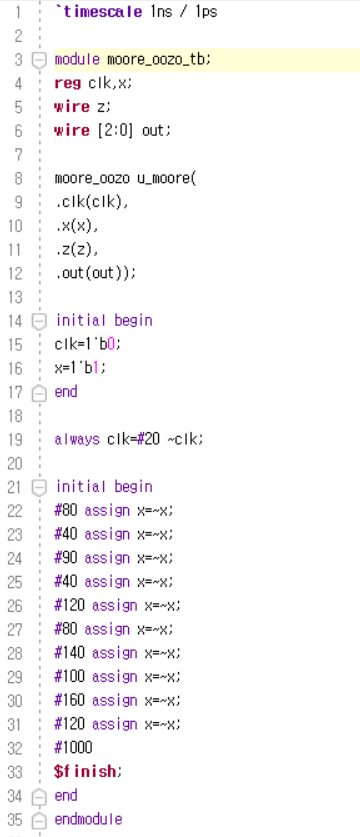 1 `timescale 1ns / 1ps
2
3 module moore_oozo_tb;
4 reg clk,x;
5 wire z;
6 wire [2:0] out;
7
8 moore_oozo u_moore(
9 .clk(clk),
10 .x(x),
11 .z(z),
12 .out(out));
13
14 initial begin
15 clk=1'b0;
16 x=1'b1;
17 end
18
19 always clk=#20 ~clk;
20
21 initial begin
22 #80 assign x=~x;
23 #40 assign x=~x;
24 #90 assign x=~x;
25 #40 assign x=~x;
26 #120 assign x=~x;
27 #80 assign x=~x;
28 #140 assign x=~x;
29 #100 assign x=~x;
30 #160 assign x=~x;
31 #120 assign x=~x;
32 #1000
33 $finish;
34 end
35 endmodule